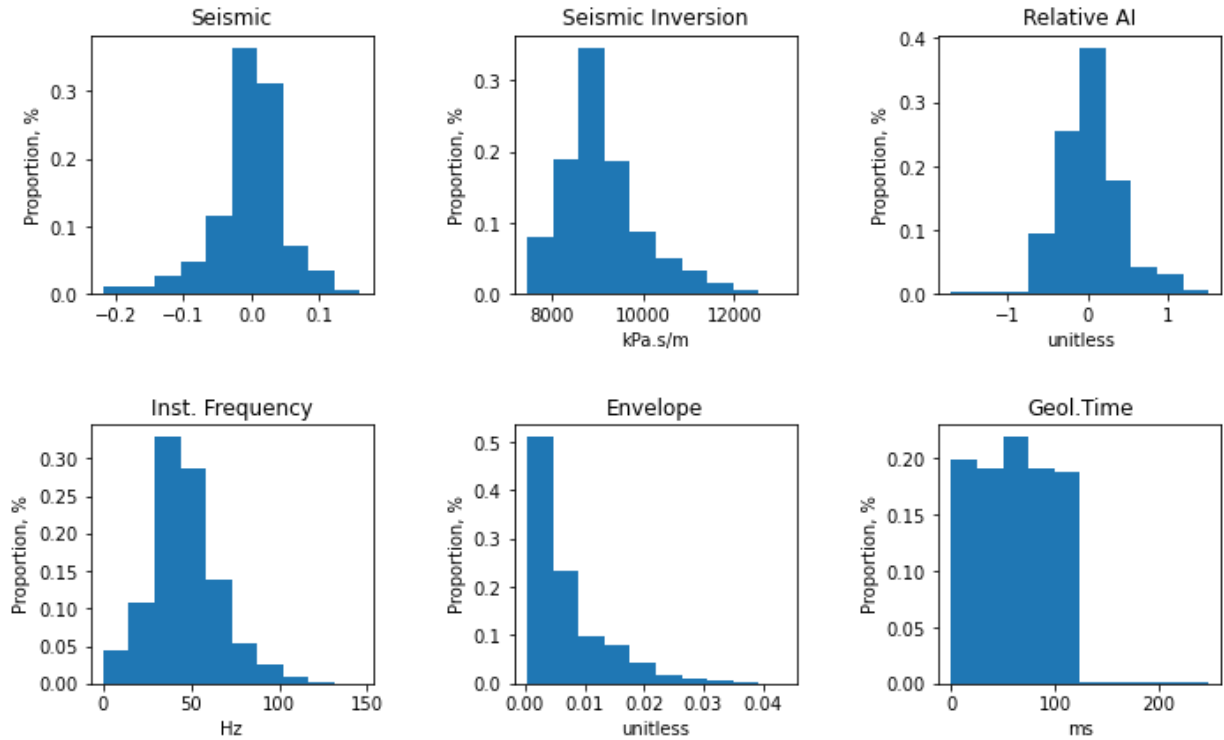 Seismic
Proportion, %
0.3
0.2
0.1
0.0
−0.2 −0.1 0.0 0.1
Seismic Inversion
Proportion, %
0.3
0.2
0.1
0.0
8000 10000 12000
kPa.s/m
Relative AI
Proportion, %
0.4
0.3
0.2
0.1
0.0
−1 0 1
unitless
Inst. Frequency
Proportion, %
0.30
0.25
0.20
0.15
0.10
0.05
0.00
0 50 100 150
Hz
Envelope
Proportion, %
0.5
0.4
0.3
0.2
0.1
0.0
0.00 0.01 0.02 0.03 0.04
unitless
Geol.Time
Proportion, %
0.20
0.15
0.10
0.05
0.00
0 100 200
ms